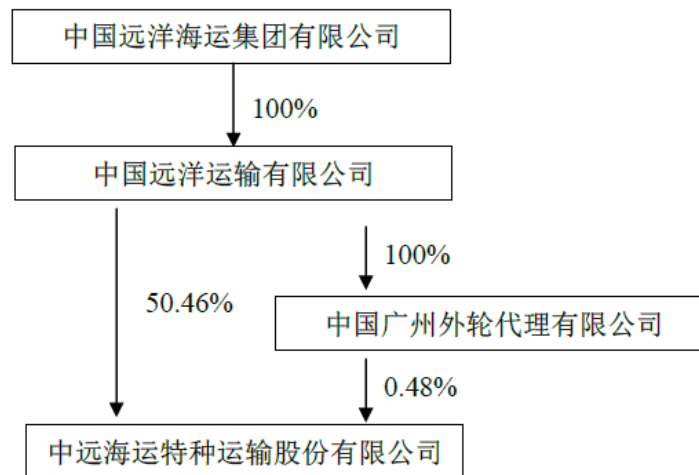 中国远洋海运集团有限公司
100%
中国远洋运输有限公司
100%
50.46%
中国广州外轮代理有限公司
0.48%
中远海运特种运输股份有限公司